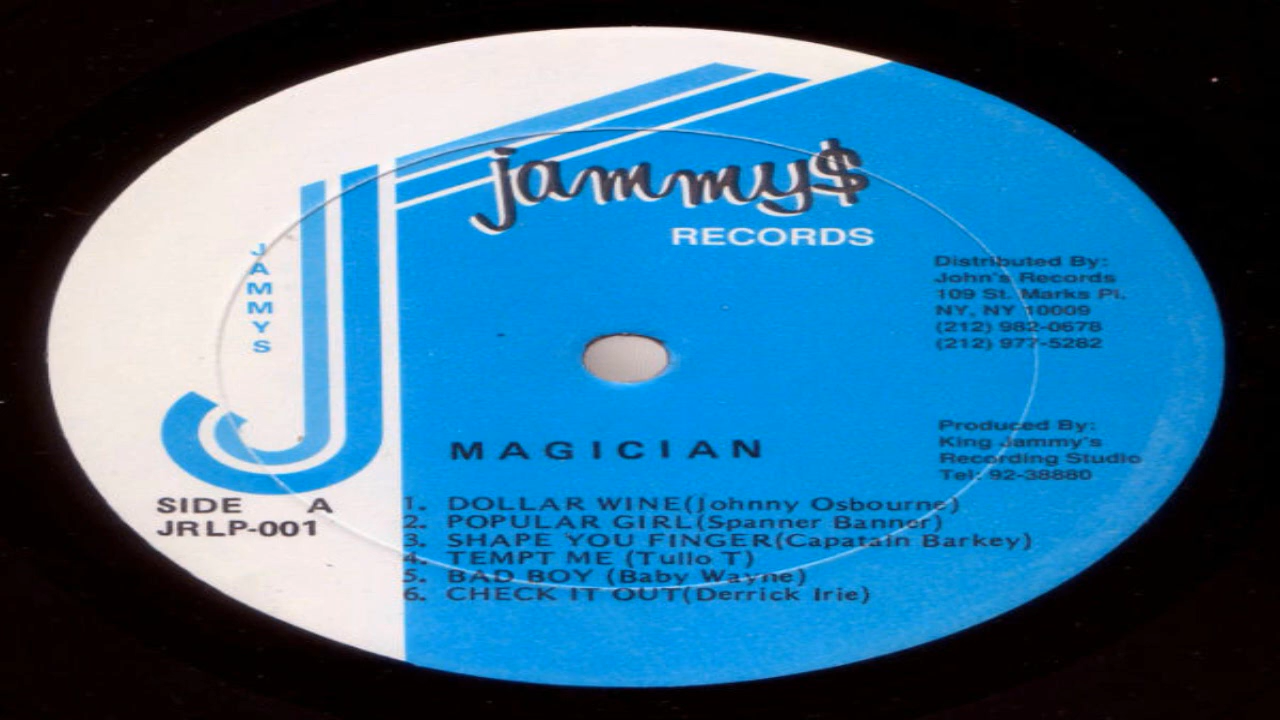 jammy$
RECORDS
JAMMYS
Distributed By:
John's Records
109 St. Marks Pl.
NY, NY 10009
(212) 982-0678
(212) 977-5282
Produced By:
King Jammy's
Recording Studio
Tel: 92-38880
MAGICIAN
SIDE A
JRLP-001
1. DOLLAR WINE(Johnny Osbourne)
2. POPULAR GIRL(Spanner Banner)
3. SHAPE YOU FINGER(Capatain Barkey)
4. TEMPT ME (Tullo T)
5. BAD BOY (Baby Wayne)
6. CHECK IT OUT(Derrick Irie)